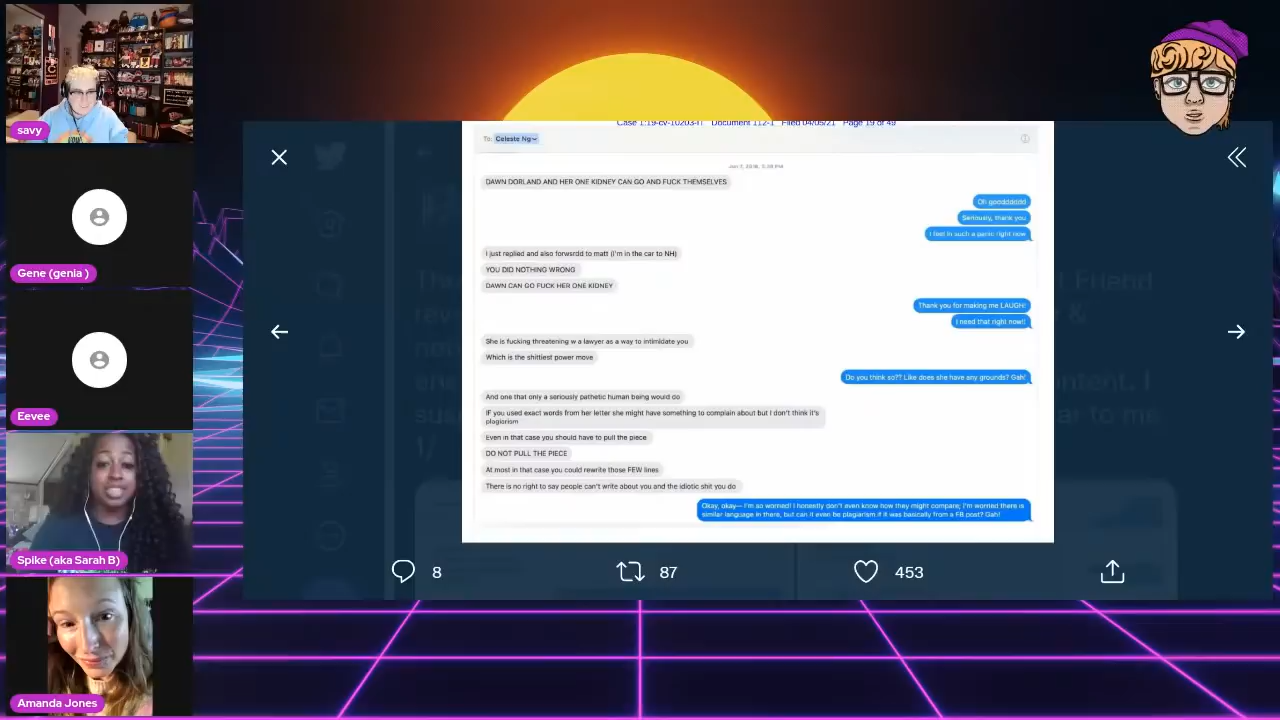 savy
Gene (genia )
Eevee
Spike (aka Sarah B)
Amanda Jones
Case 1:19-cv-10203-IT Document 112-1 Filed 04/05/21 Page 19 of 49
To: Celeste Ng
DAWN DORLAND AND HER ONE KIDNEY CAN GO AND FUCK THEMSELVES
Oh goddddddd
Seriously, thank you
I feel in such a panic right now
I just replied and also forwsrdd to matt (I'm in the car to NH)
YOU DID NOTHING WRONG
DAWN CAN GO FUCK HER ONE KIDNEY
Thank you for making me LAUGH!
I need that right now!!
She is fucking threatening w a lawyer as a way to intimidate you
Which is the shittiest power move
Do you think so?? Like does she have any grounds? Gah!
And one that only a seriously pathetic human being would do
IF you used exact words from her letter she might have something to complain about but I don't think it's
plagiarism
Even in that case you should have to pull the piece
DO NOT PULL THE PIECE
At most in that case you could rewrite those FEW lines
There is no right to say people can't write about you and the idiotic shit you do
Okay, okay— I'm so worried! I honestly don't even know how they might compare; I'm worried there is
similar language in there, but can it even be plagiarism if it was basically from a FB post? Gah!
8
87
453